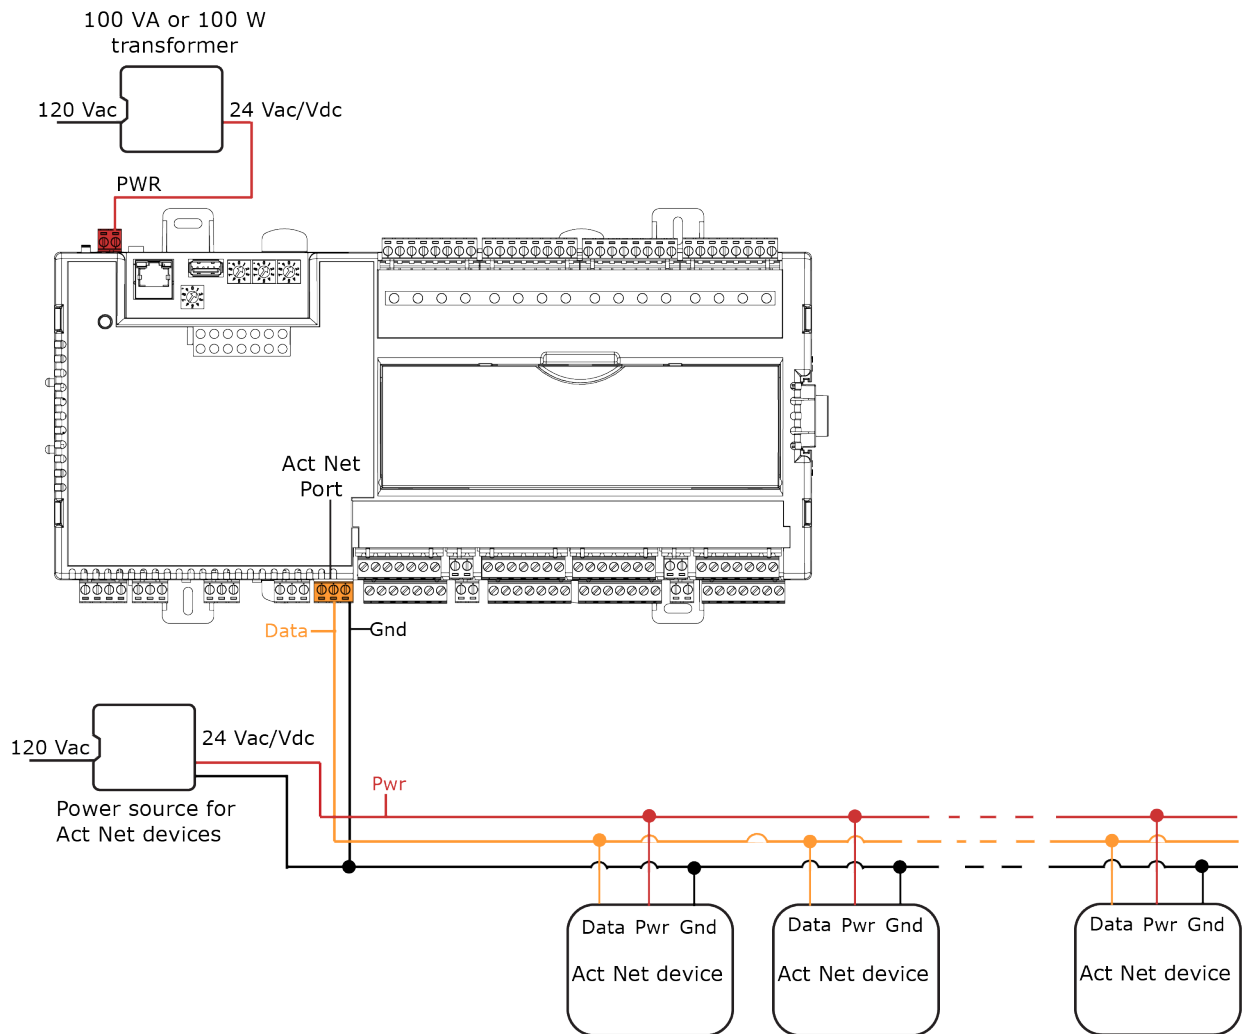 100 VA or 100 W
transformer
120 Vac
24 Vac/Vdc
PWR
Act Net
Port
Data
Gnd
120 Vac
24 Vac/Vdc
Power source for
Act Net devices
Pwr
Data Pwr Gnd
Act Net device
Data Pwr Gnd
Act Net device
Data Pwr Gnd
Act Net device